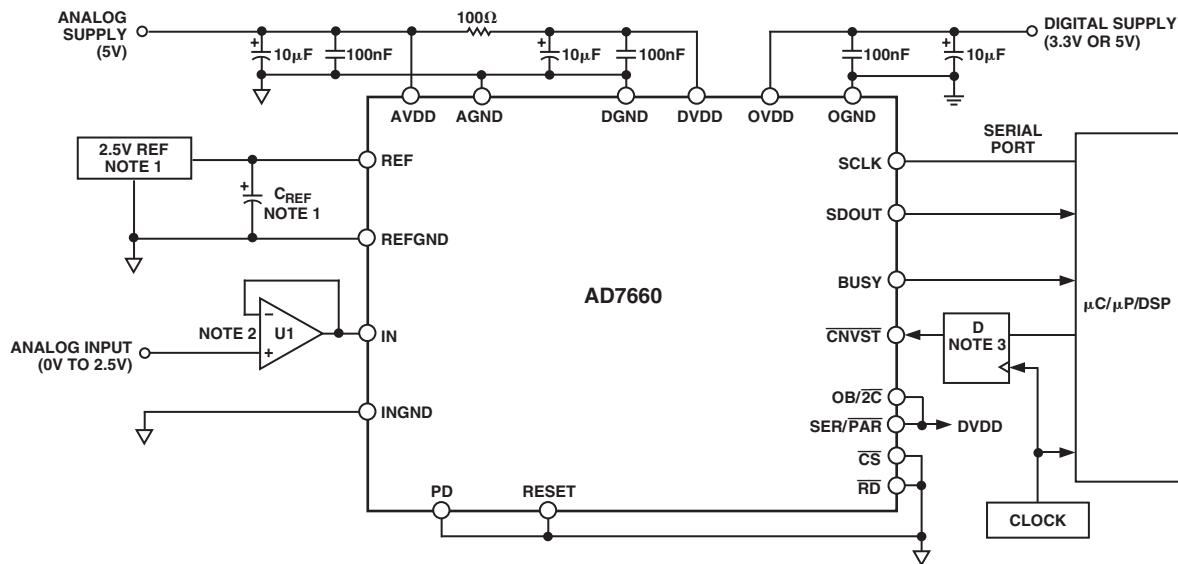 ANALOG
SUPPLY
(5V)
100Ω
DIGITAL SUPPLY
(3.3V OR 5V)
+
10μF
100nF
+
10μF
100nF
100nF
+
10μF
AVDD
AGND
DGND
DVDD
OVDD
OGND
2.5V REF
NOTE 1
REF
SCLK
SERIAL
PORT
+
CREF
NOTE 1
SDOUT
REFGND
BUSY
AD7660
μC/μP/DSP
NOTE 2
–
U1
+
IN
CNVST
D
NOTE 3
ANALOG INPUT
(0V TO 2.5V)
OB/2C
INGND
SER/PAR
DVDD
CS
RD
PD
RESET
CLOCK